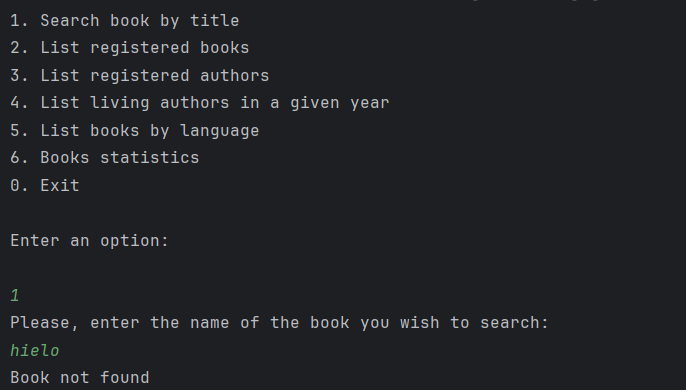 1. Search book by title
2. List registered books
3. List registered authors
4. List living authors in a given year
5. List books by language
6. Books statistics
0. Exit
Enter an option:
1
Please, enter the name of the book you wish to search:
hielo
Book not found